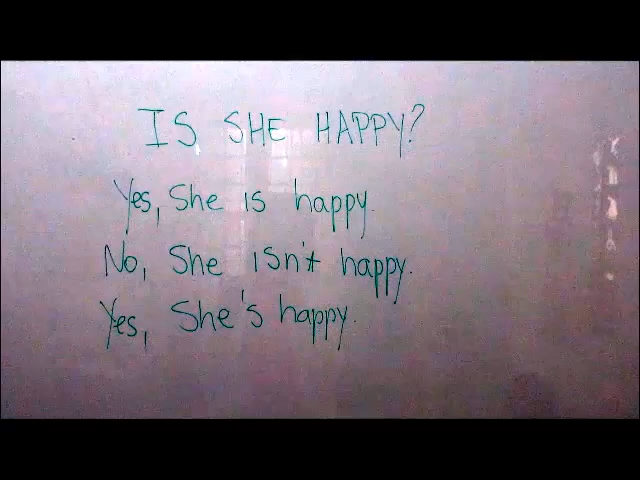 IS SHE HAPPY?
Yes, She is happy.
No, She isn't happy.
Yes, She's happy.